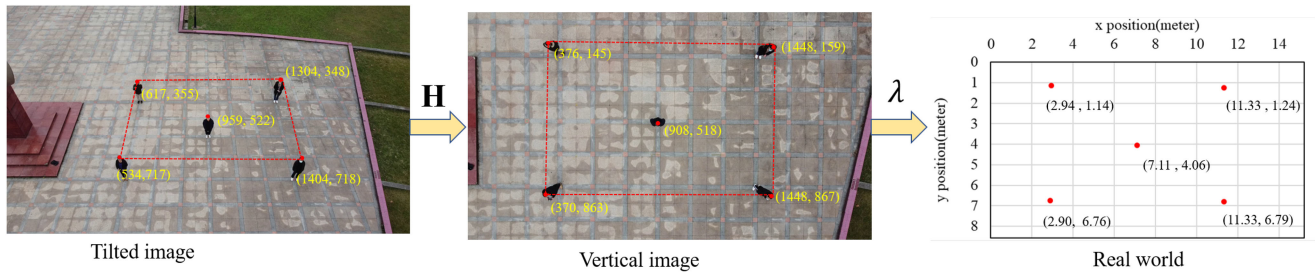 (1304, 348)
(617, 355)
(959, 522)
(534,717)
(1404, 718)
Tilted image
H
(376, 145)
(1448, 159)
(908, 518)
(370, 863)
(1448, 867)
Vertical image
λ
x position(meter)
0 2 4 6 8 10 12 14
y position(meter)
0
1
2
3
4
5
6
7
8
(2.94 , 1.14)
(11.33 , 1.24)
(7.11 , 4.06)
(2.90, 6.76)
(11.33, 6.79)
Real world